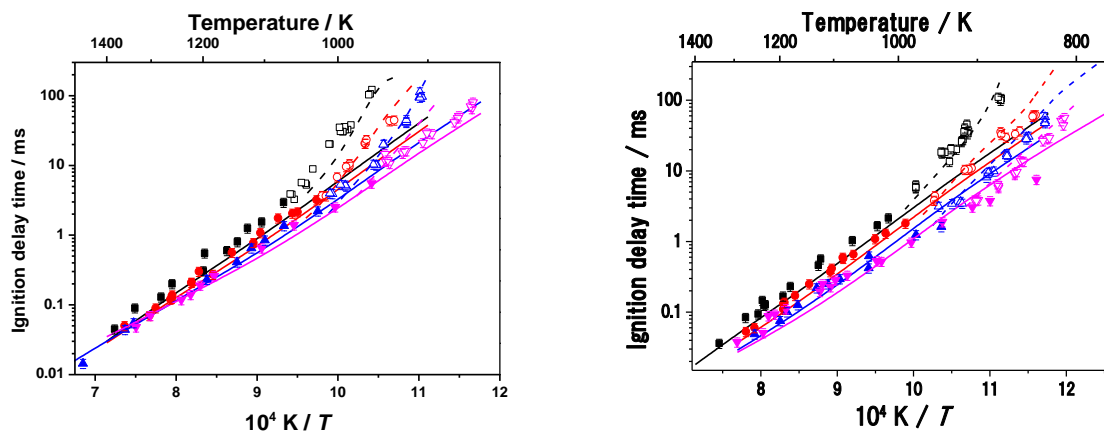 Temperature / K
1400 1200 1000
Ignition delay time / ms
100
10
1
0.1
0.01
7 8 9 10 11 12
10⁴ K / T
Temperature / K
1400 1200 1000 800
Ignition delay time / ms
100
10
1
0.1
8 9 10 11 12
10⁴ K / T